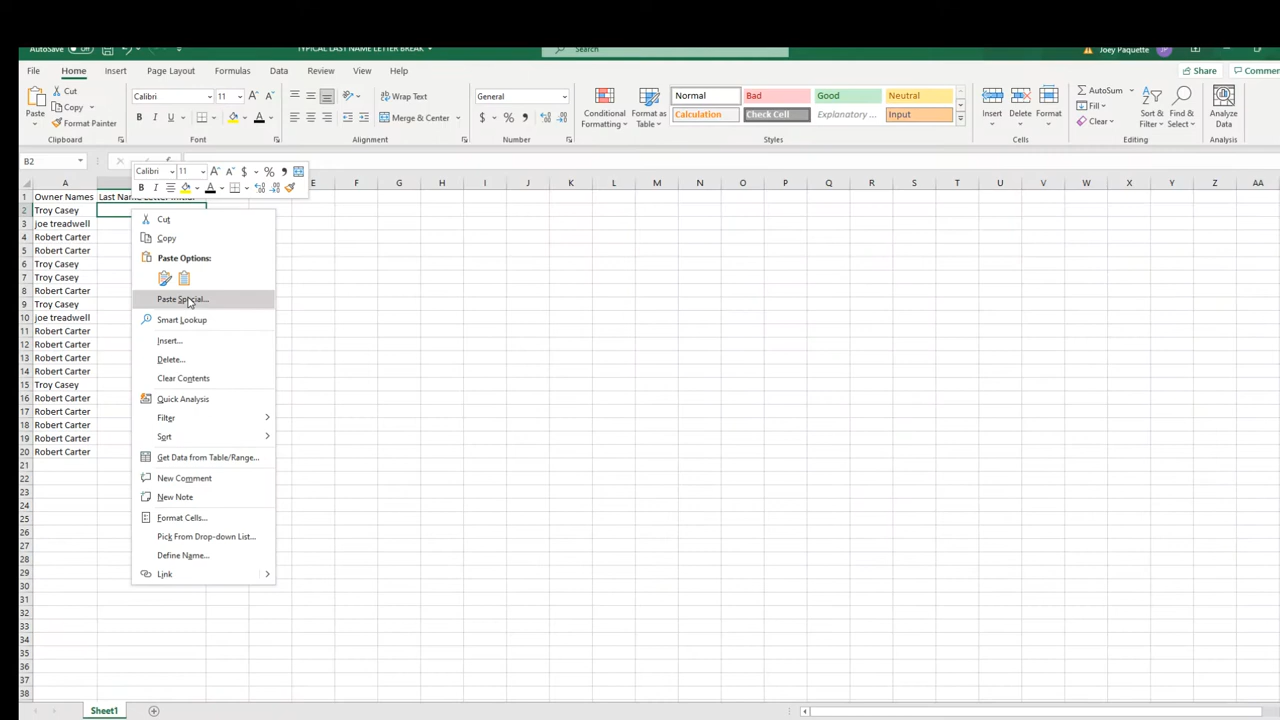 AutoSave Off TYPICAL LAST NAME LETTER BREAK Search Joey Paquette JP
File Home Insert Page Layout Formulas Data Review View Help Share Comme
Paste Cut Copy Format Painter Clipboard
Calibri 11 B I U Font
Wrap Text Merge & Center Alignment
General $ % , Number
Conditional Formatting Format as Table
Normal Bad Good Neutral
Calculation Check Cell Explanatory ... Input
Styles
Insert Delete Format Cells
AutoSum Fill Clear Sort & Filter Find & Select Editing
Analyze Data Analysis
B2
Calibri 11 A A $ % ,
B I A
A E F G H I J K L M N O P Q R S T U V W X Y Z AA
1 Owner Names Last Name Letter Initial
2 Troy Casey
3 joe treadwell
4 Robert Carter
5 Robert Carter
6 Troy Casey
7 Troy Casey
8 Robert Carter
9 Troy Casey
10 joe treadwell
11 Robert Carter
12 Robert Carter
13 Robert Carter
14 Robert Carter
15 Troy Casey
16 Robert Carter
17 Robert Carter
18 Robert Carter
19 Robert Carter
20 Robert Carter
21
22
23
24
25
26
27
28
29
30
31
32
33
34
35
36
37
38
Cut
Copy
Paste Options:
Paste Special...
Smart Lookup
Insert...
Delete...
Clear Contents
Quick Analysis
Filter
Sort
Get Data from Table/Range...
New Comment
New Note
Format Cells...
Pick From Drop-down List...
Define Name...
Link
Sheet1